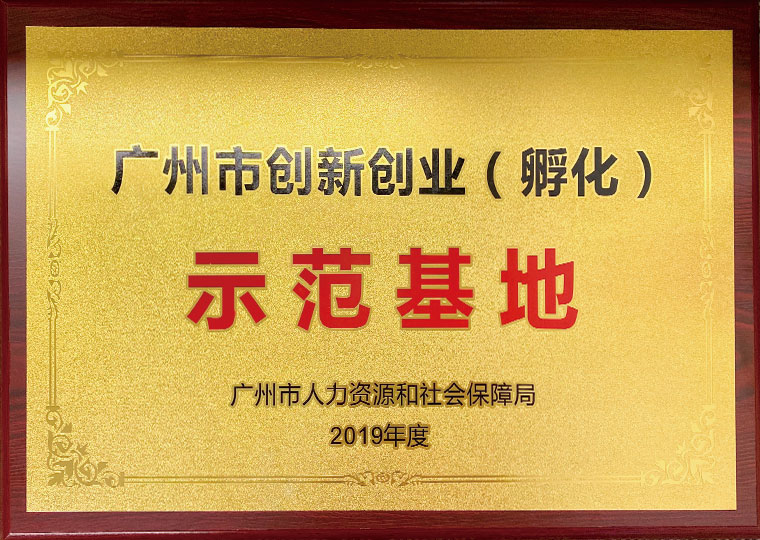 广州市创新创业（孵化）
示范基地
广州市人力资源和社会保障局
2019年度